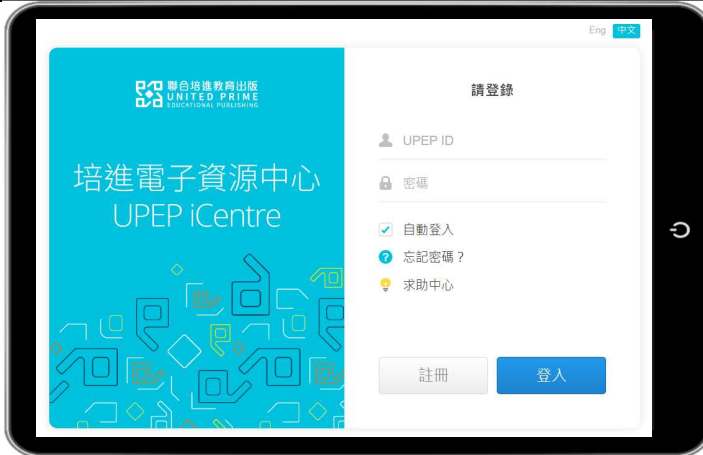 Eng 中文
聯合培進教育出版
UNITED PRIME
EDUCATIONAL PUBLISHING
培進電子資源中心
UPEP iCentre
請登錄
UPEP ID
密碼
自動登入
忘記密碼？
求助中心
註冊
登入